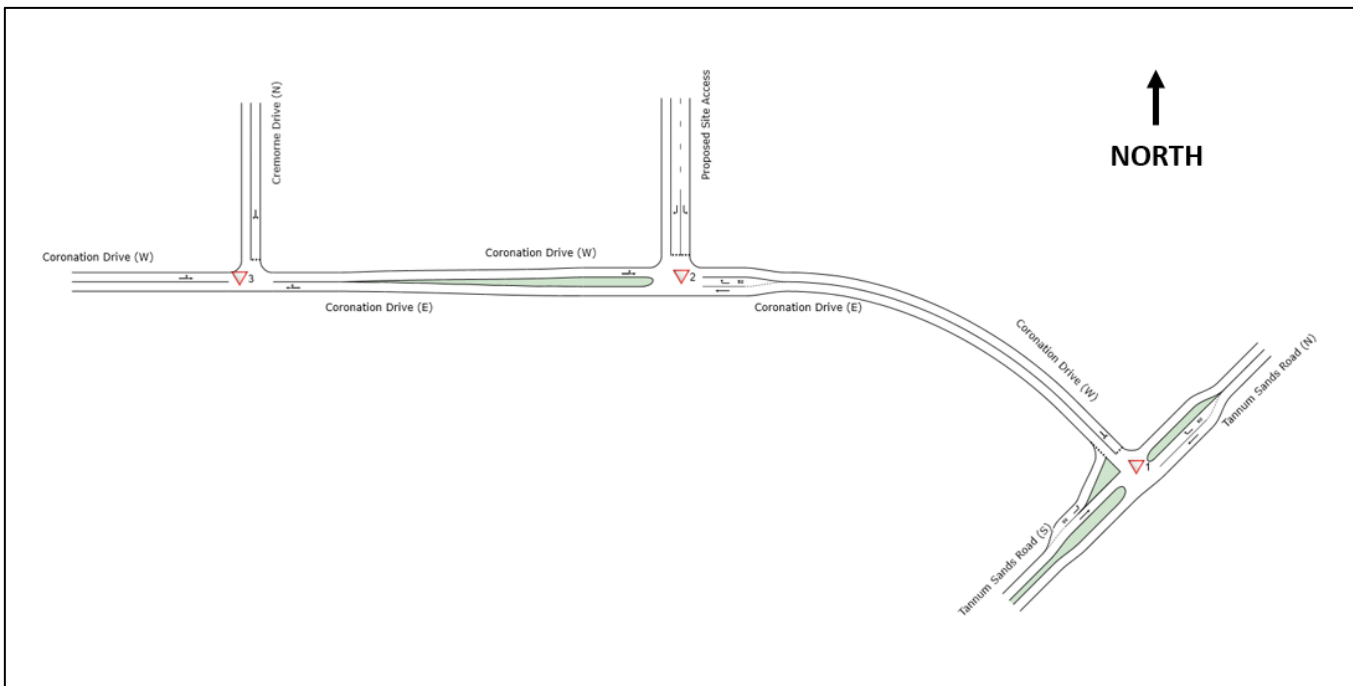 Cremorne Drive (N)
Proposed Site Access
NORTH
Coronation Drive (W)
Coronation Drive (W)
3
2
Coronation Drive (E)
Coronation Drive (E)
Coronation Drive (W)
Tannum Sands Road (N)
1
Tannum Sands Road (S)